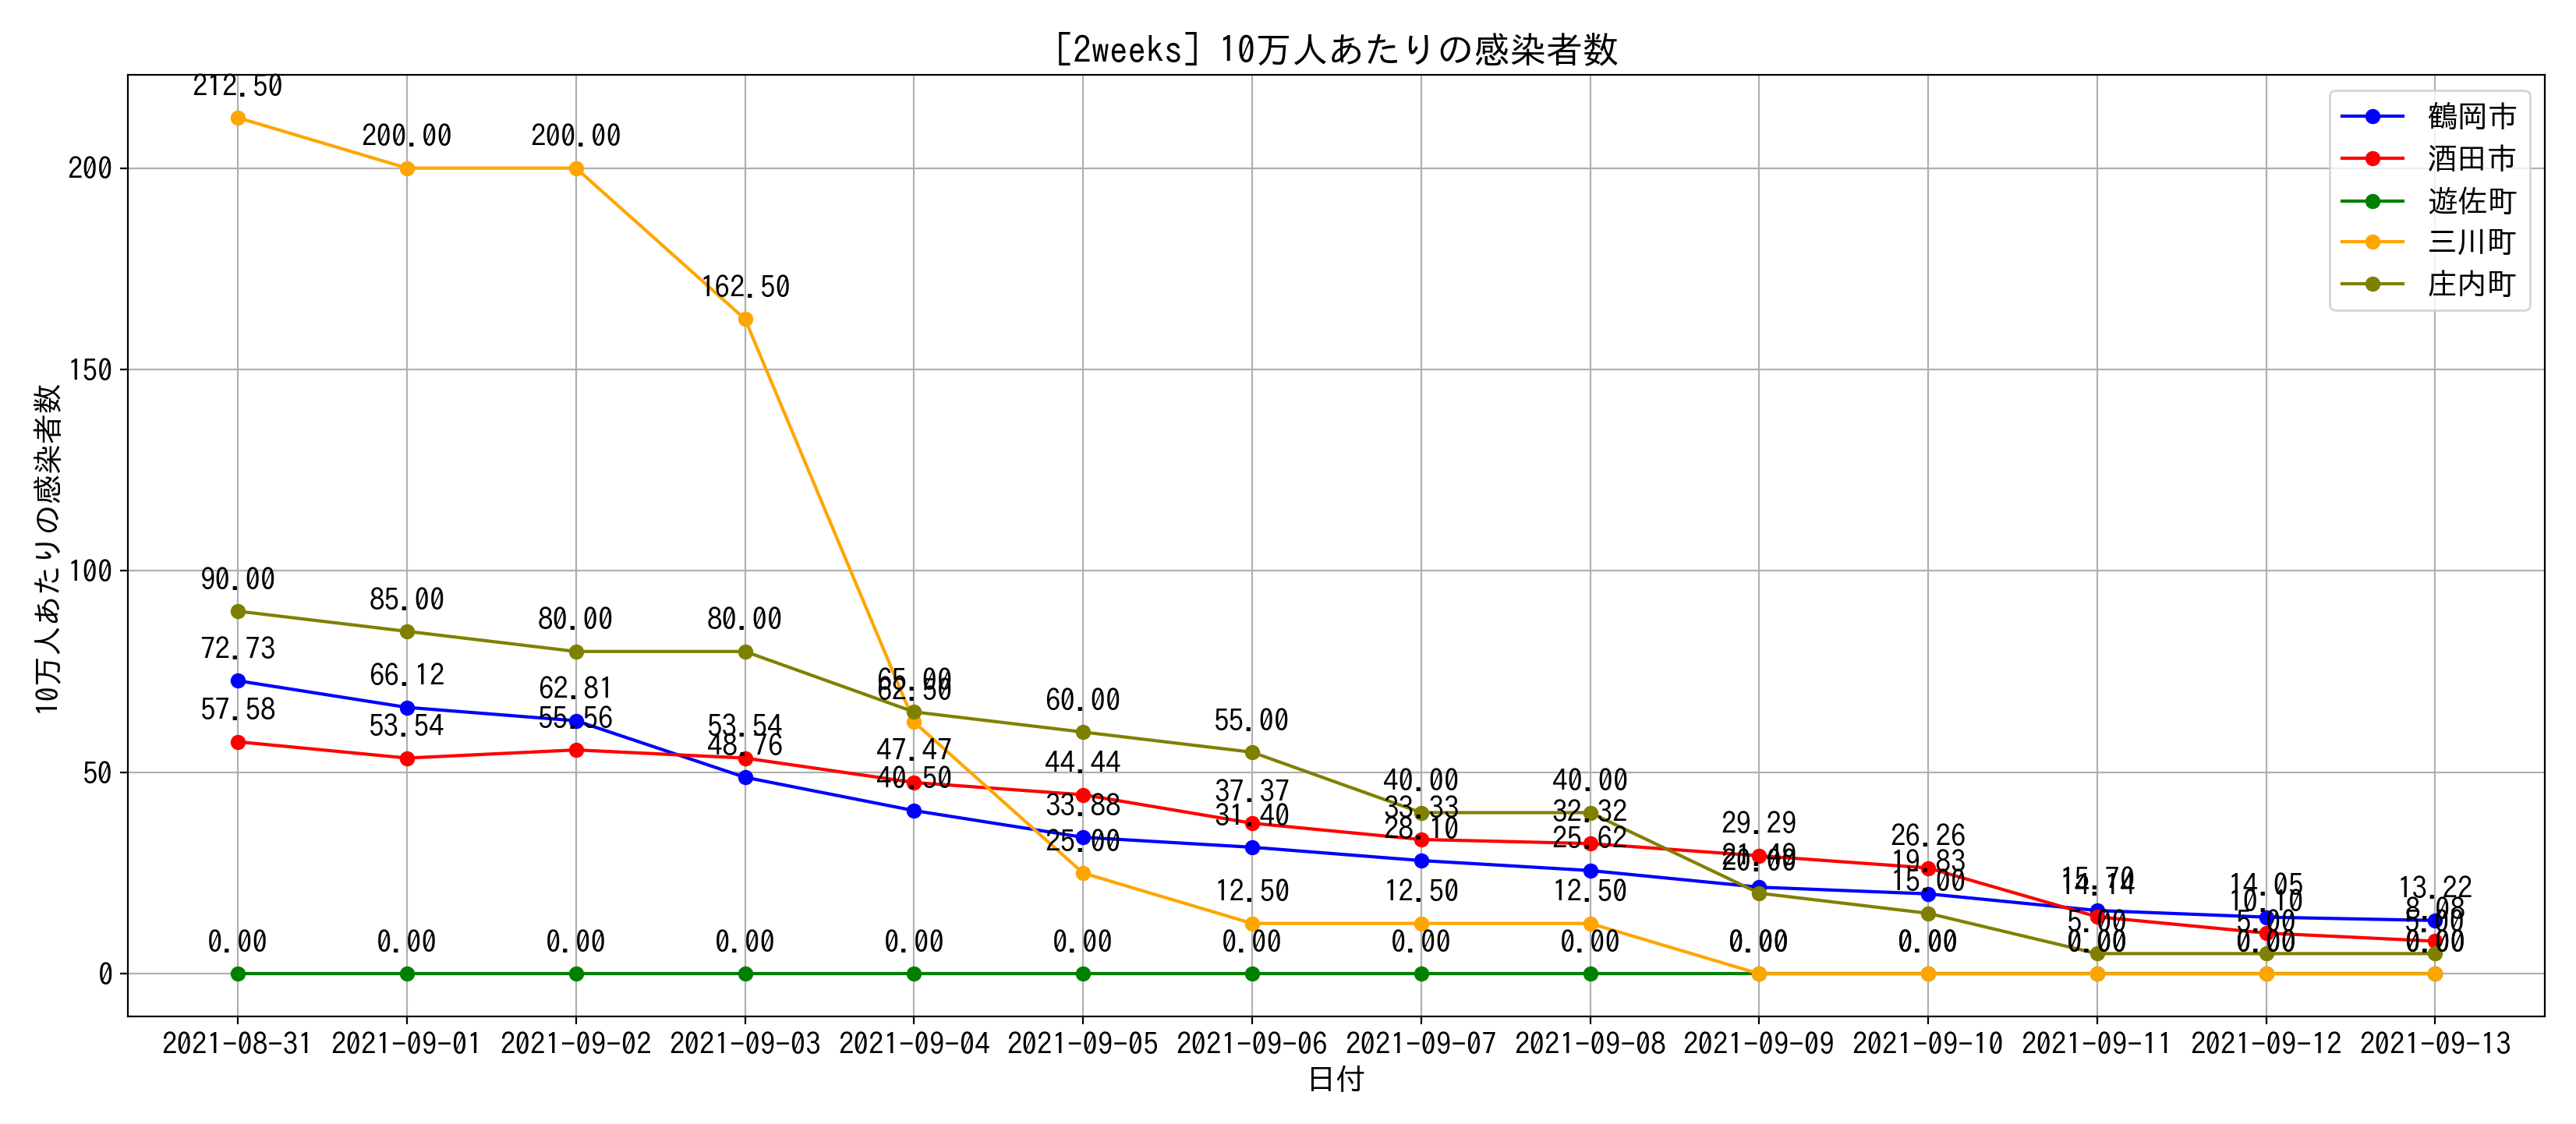 [2weeks] 10万人あたりの感染者数
鶴岡市
酒田市
遊佐町
三川町
庄内町
10万人あたりの感染者数
200
150
100
50
0
212.50
200.00 200.00
162.50
90.00 85.00 80.00 80.00 65.00 60.00 55.00 40.00 40.00 20.00 15.00 5.00 5.00 5.00
72.73 66.12 62.81 48.76 40.50 33.88 31.40 28.10 25.62 21.49 19.83 15.70 14.05 13.22
57.58 53.54 55.56 53.54 47.47 44.44 37.37 33.33 32.32 29.29 26.26 14.14 10.10 8.08
62.50 25.00 12.50 12.50 12.50
0.00 0.00 0.00 0.00 0.00 0.00 0.00 0.00 0.00 0.00 0.00 0.00 0.00 0.00
2021-08-31 2021-09-01 2021-09-02 2021-09-03 2021-09-04 2021-09-05 2021-09-06 2021-09-07 2021-09-08 2021-09-09 2021-09-10 2021-09-11 2021-09-12 2021-09-13
日付